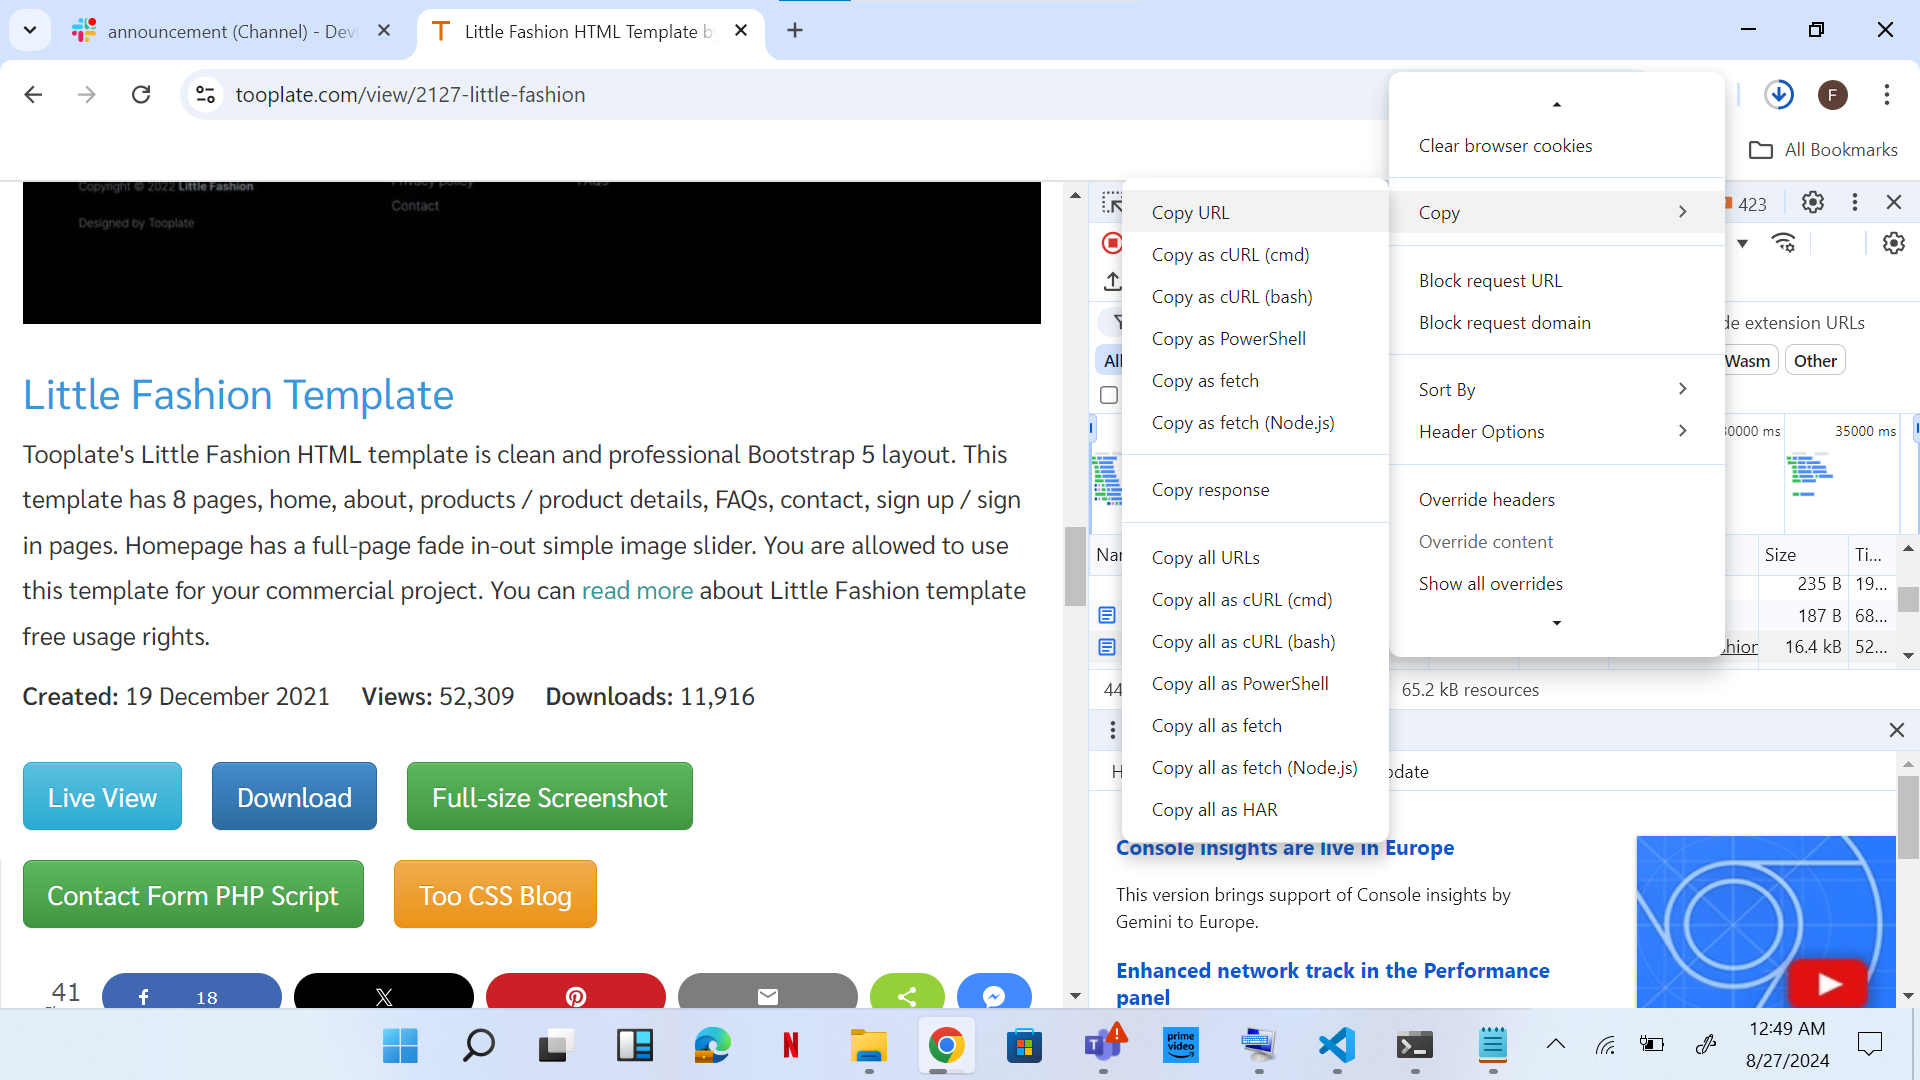 announcement (Channel) - Dev
Little Fashion HTML Template by
tooplate.com/view/2127-little-fashion
F
All Bookmarks
Copyright © 2022 Little Fashion
Privacy policy
FAQs
Contact
Designed by Tooplate
Little Fashion Template
Tooplate's Little Fashion HTML template is clean and professional Bootstrap 5 layout. This
template has 8 pages, home, about, products / product details, FAQs, contact, sign up / sign
in pages. Homepage has a full-page fade in-out simple image slider. You are allowed to use
this template for your commercial project. You can read more about Little Fashion template
free usage rights.
Created: 19 December 2021 Views: 52,309 Downloads: 11,916
Live View
Download
Full-size Screenshot
Contact Form PHP Script
Too CSS Blog
41
18
Copy URL
Copy as cURL (cmd)
Copy as cURL (bash)
Copy as PowerShell
Copy as fetch
Copy as fetch (Node.js)
Copy response
Copy all URLs
Copy all as cURL (cmd)
Copy all as cURL (bash)
Copy all as PowerShell
Copy all as fetch
Copy all as fetch (Node.js)
Copy all as HAR
Clear browser cookies
Copy
Block request URL
Block request domain
Sort By
Header Options
Override headers
Override content
Show all overrides
423
de extension URLs
All
Wasm
Other
30000 ms
35000 ms
Nar
Size
Ti...
235 B
19...
187 B
68...
shion
16.4 kB
52...
44
65.2 kB resources
H
pdate
Console insights are live in Europe
This version brings support of Console insights by
Gemini to Europe.
Enhanced network track in the Performance
panel
N
prime
video
12:49 AM
8/27/2024